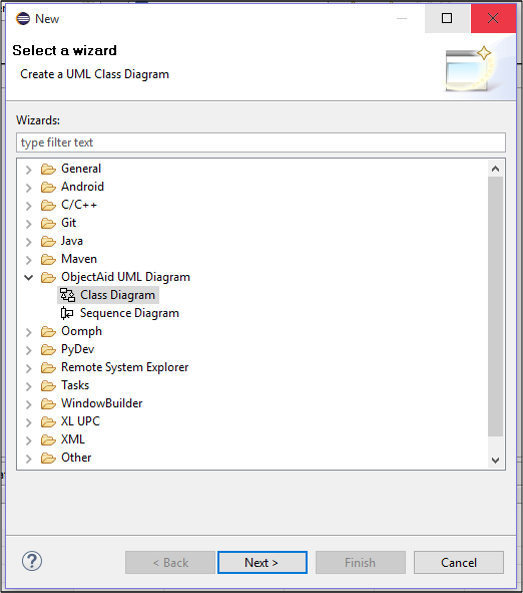 New
Select a wizard
Create a UML Class Diagram
Wizards:
type filter text
General
Android
C/C++
Git
Java
Maven
ObjectAid UML Diagram
Class Diagram
Sequence Diagram
Oomph
PyDev
Remote System Explorer
Tasks
WindowBuilder
XL UPC
XML
Other
? < Back Next > Finish Cancel